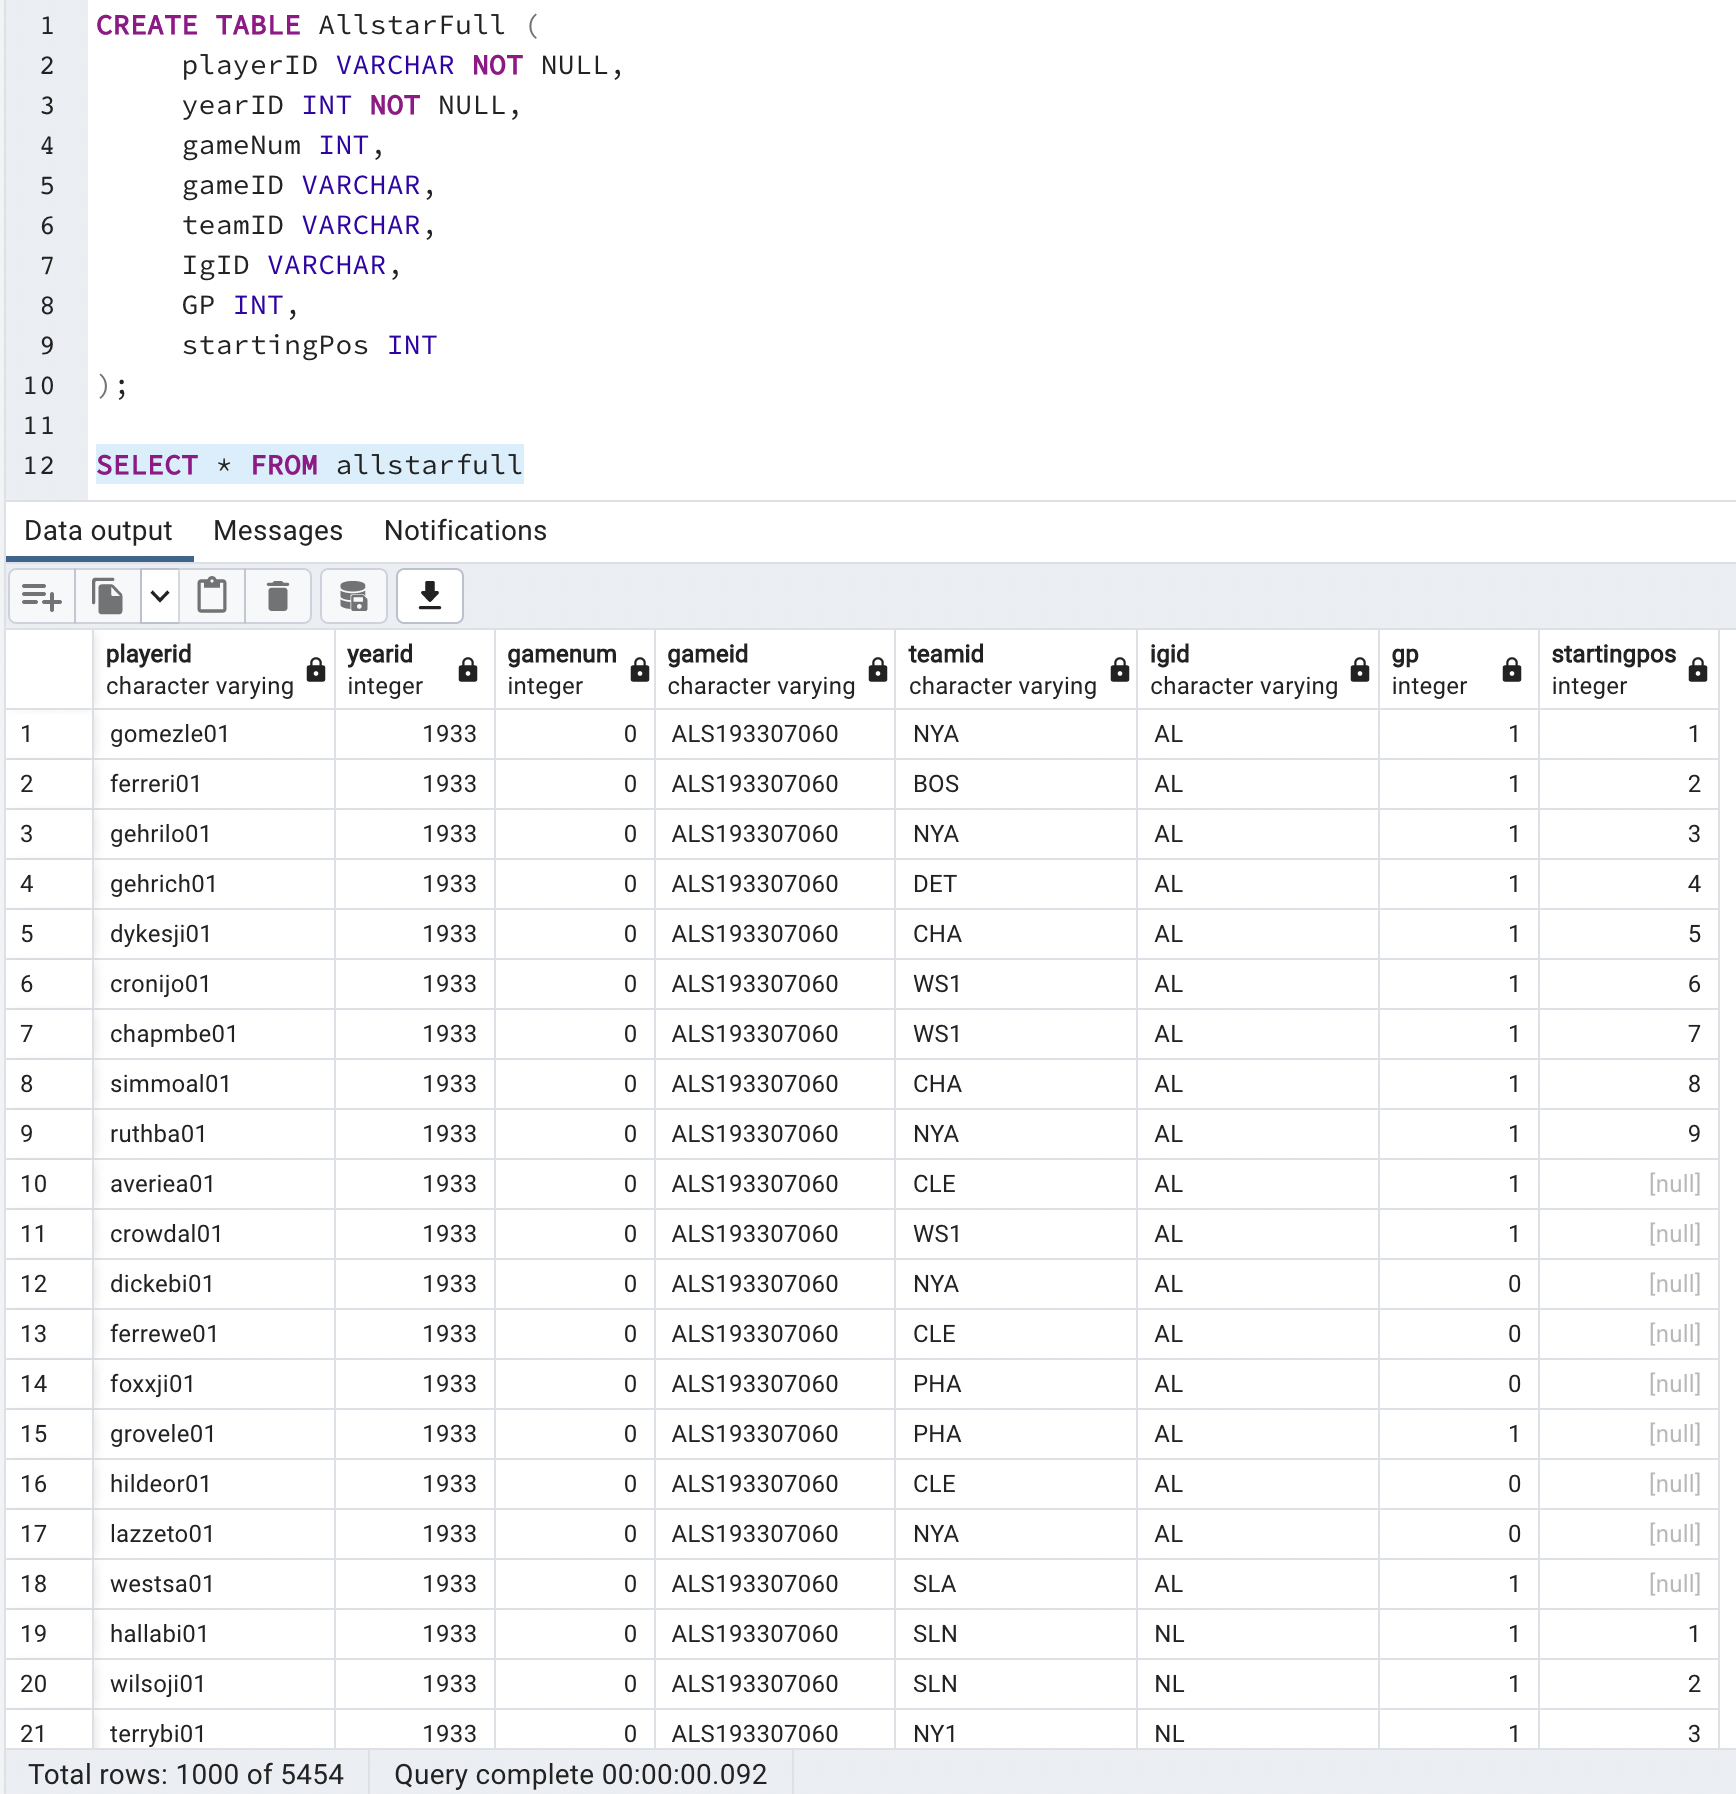 1 CREATE TABLE AllstarFull (
2 playerID VARCHAR NOT NULL,
3 yearID INT NOT NULL,
4 gameNum INT,
5 gameID VARCHAR,
6 teamID VARCHAR,
7 IgID VARCHAR,
8 GP INT,
9 startingPos INT
10 );
11
12 SELECT * FROM allstarfull
Data output Messages Notifications
playerid yearid gamenum gameid teamid igid gp startingpos
character varying integer integer character varying character varying character varying integer integer
1 gomezle01 1933 0 ALS193307060 NYA AL 1 1
2 ferreri01 1933 0 ALS193307060 BOS AL 1 2
3 gehrilo01 1933 0 ALS193307060 NYA AL 1 3
4 gehrich01 1933 0 ALS193307060 DET AL 1 4
5 dykesji01 1933 0 ALS193307060 CHA AL 1 5
6 cronijo01 1933 0 ALS193307060 WS1 AL 1 6
7 chapmbe01 1933 0 ALS193307060 WS1 AL 1 7
8 simmoal01 1933 0 ALS193307060 CHA AL 1 8
9 ruthba01 1933 0 ALS193307060 NYA AL 1 9
10 averiea01 1933 0 ALS193307060 CLE AL 1 [null]
11 crowdal01 1933 0 ALS193307060 WS1 AL 1 [null]
12 dickebi01 1933 0 ALS193307060 NYA AL 0 [null]
13 ferrewe01 1933 0 ALS193307060 CLE AL 0 [null]
14 foxxji01 1933 0 ALS193307060 PHA AL 0 [null]
15 grovele01 1933 0 ALS193307060 PHA AL 1 [null]
16 hildeor01 1933 0 ALS193307060 CLE AL 0 [null]
17 lazzeto01 1933 0 ALS193307060 NYA AL 0 [null]
18 westsa01 1933 0 ALS193307060 SLA AL 1 [null]
19 hallabi01 1933 0 ALS193307060 SLN NL 1 1
20 wilsoji01 1933 0 ALS193307060 SLN NL 1 2
21 terrybi01 1933 0 ALS193307060 NY1 NL 1 3
Total rows: 1000 of 5454 Query complete 00:00:00.092